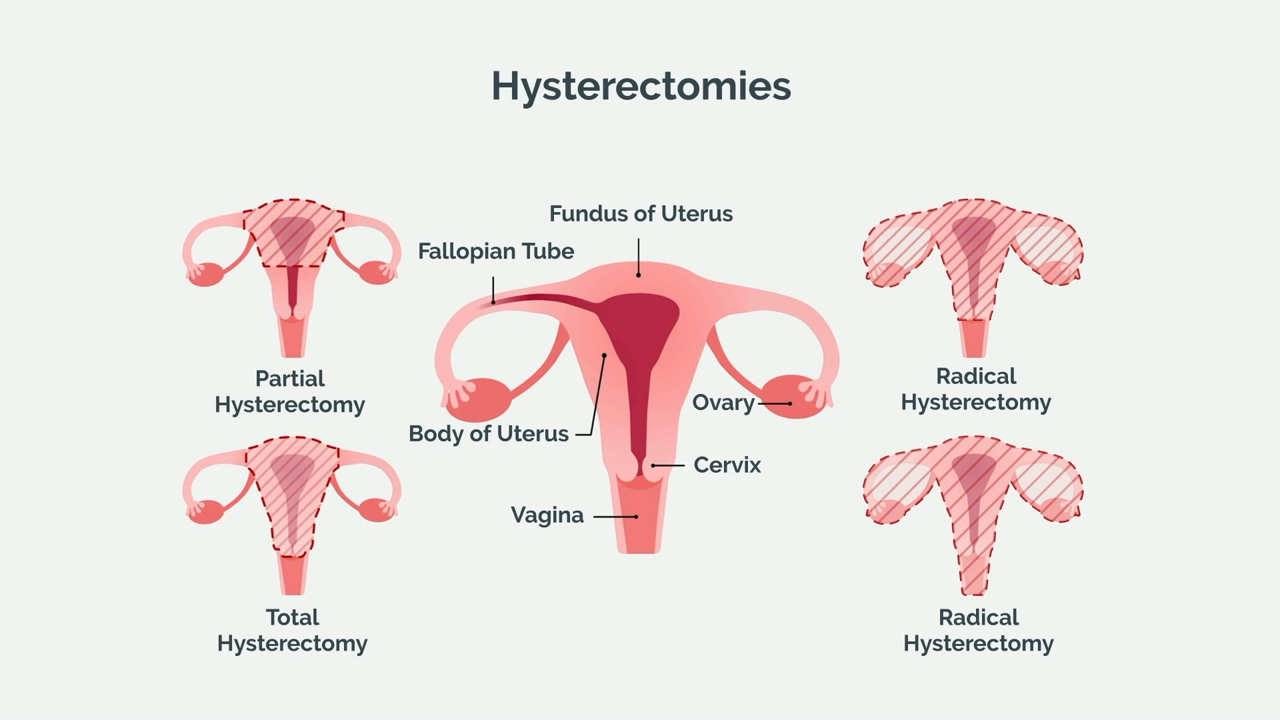 Hysterectomies
Fundus of Uterus
Fallopian Tube
Body of Uterus
Ovary
Cervix
Vagina
Partial
Hysterectomy
Total
Hysterectomy
Radical
Hysterectomy
Radical
Hysterectomy